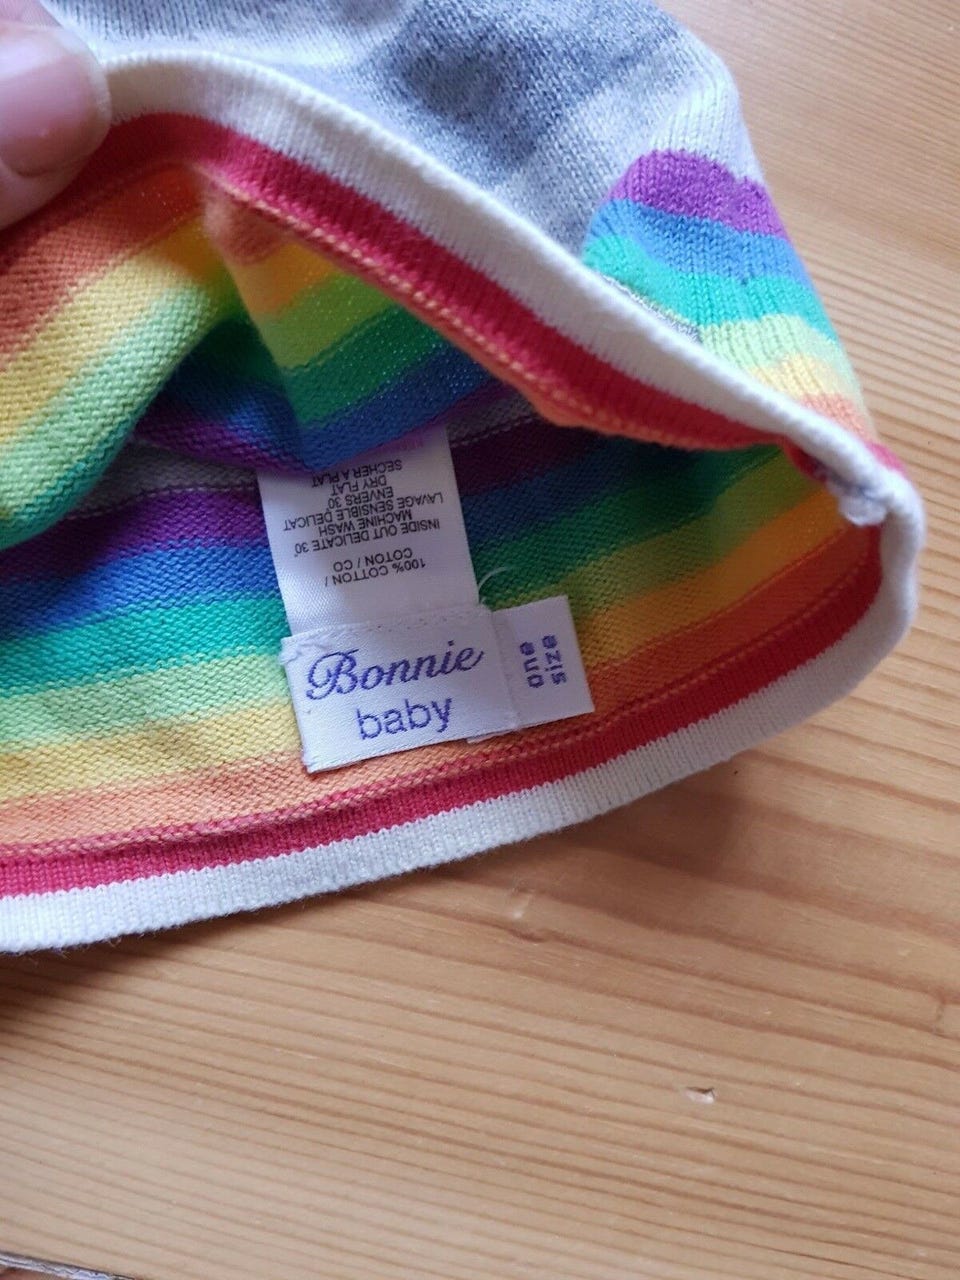 Bonnie
baby
one
size
100% COTTON /
COTON / CO
INSIDE OUT DELICATE 30°
MACHINE WASH
LAVAGE SENSIBLE DELICAT
ENVERS 30°
DRY FLAT
SECHER A PLAT